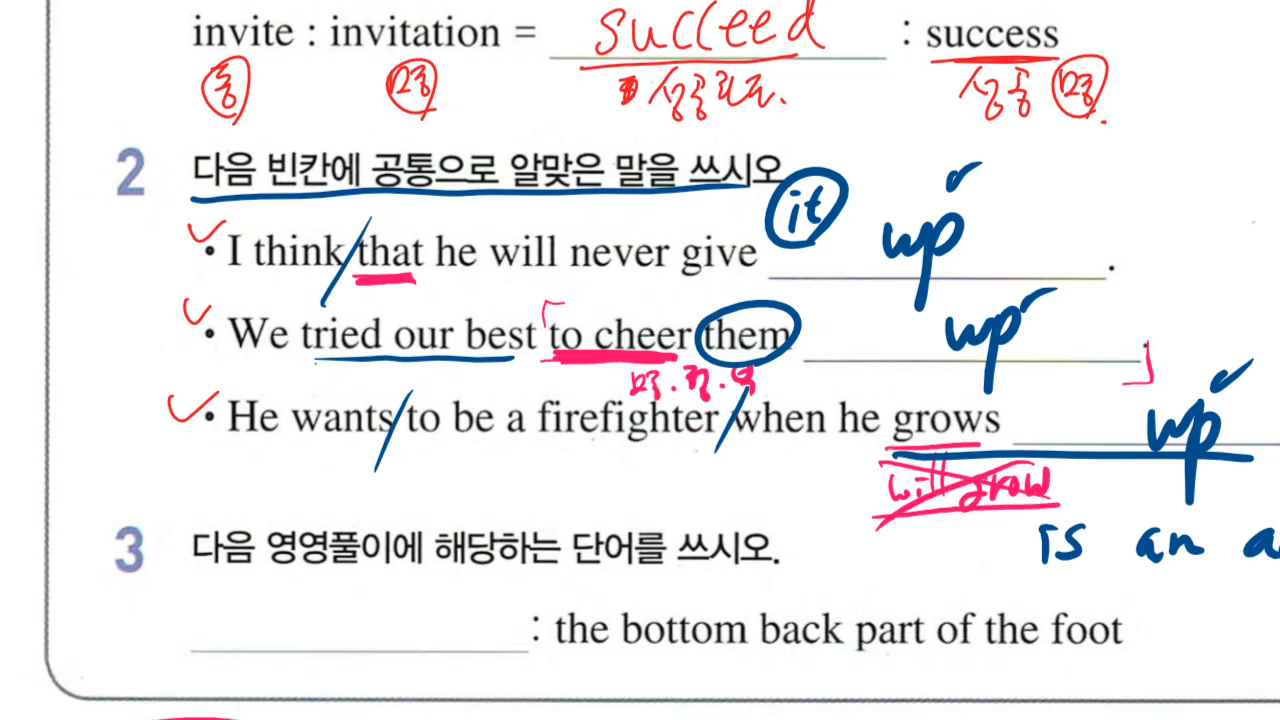 invite : invitation = succeed : success
동 명 성공하다. 성공 명.
2 다음 빈칸에 공통으로 알맞은 말을 쓰시오.
it
• I think that he will never give up.
• We tried our best to cheer them up.
명.형.부
• He wants to be a firefighter when he grows up
will grow
is an a
3 다음 영영풀이에 해당하는 단어를 쓰시오.
: the bottom back part of the foot